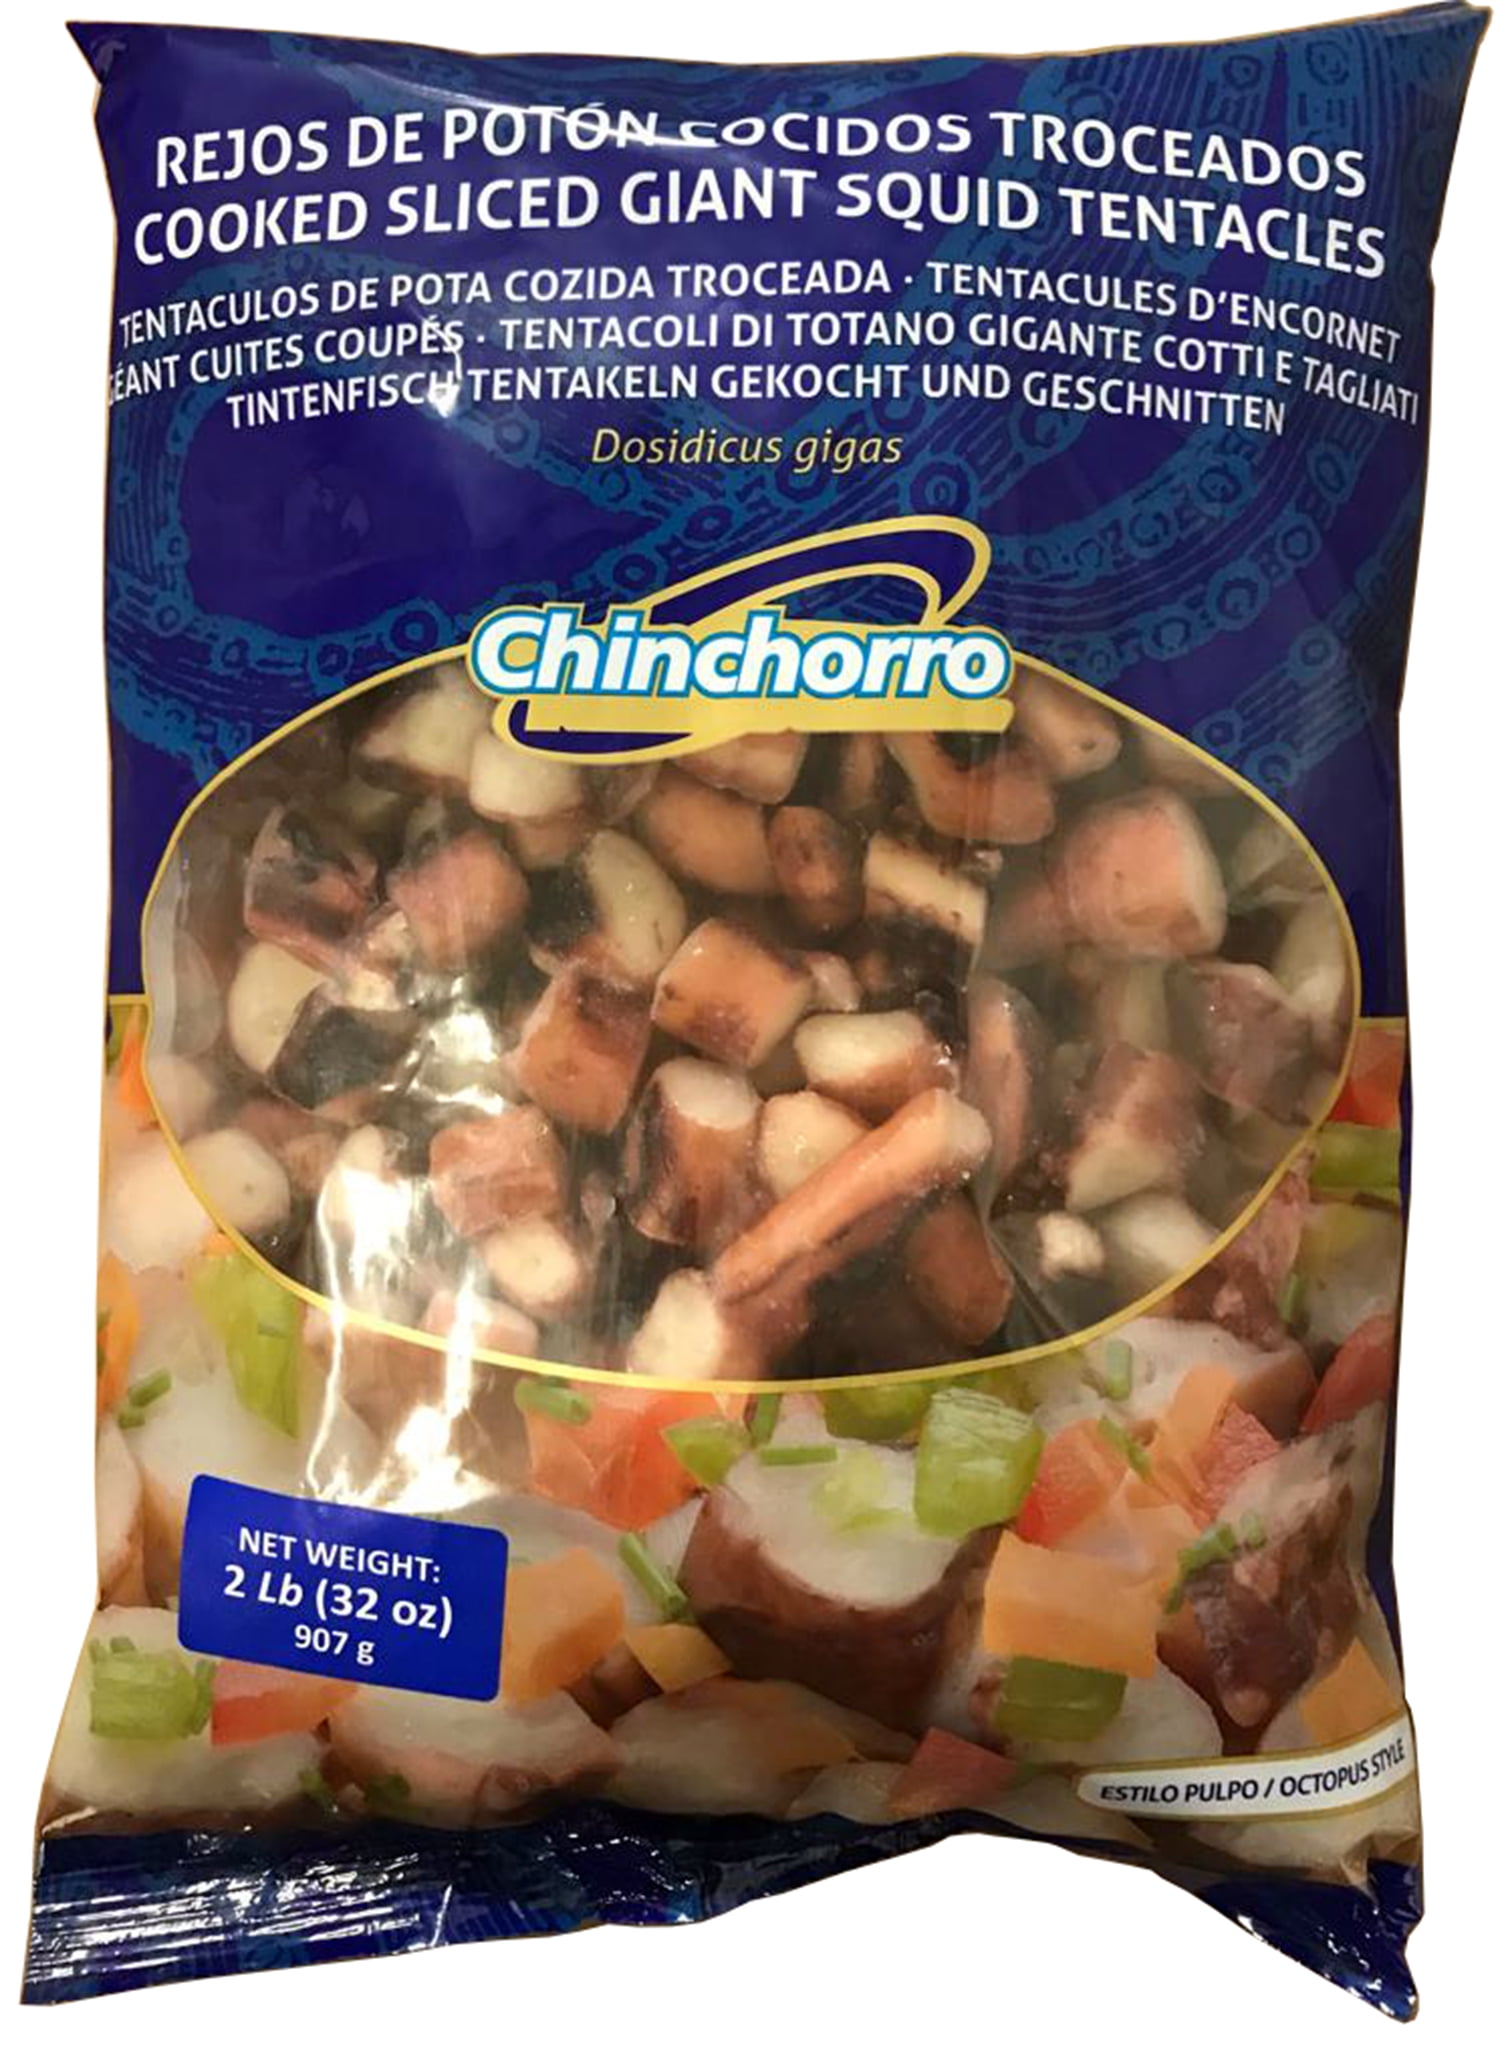 REJOS DE POTÓN COCIDOS TROCEADOS
COOKED SLICED GIANT SQUID TENTACLES
TENTACULOS DE POTA COZIDA TROCEADA · TENTACULES D'ENCORNET
GÉANT CUITES COUPÉS · TENTACOLI DI TOTANO GIGANTE COTTI E TAGLIATI
TINTENFISCH TENTAKELN GEKOCHT UND GESCHNITTEN
Dosidicus gigas
Chinchorro
NET WEIGHT:
2 Lb (32 oz)
907 g
ESTILO PULPO / OCTOPUS STYLE